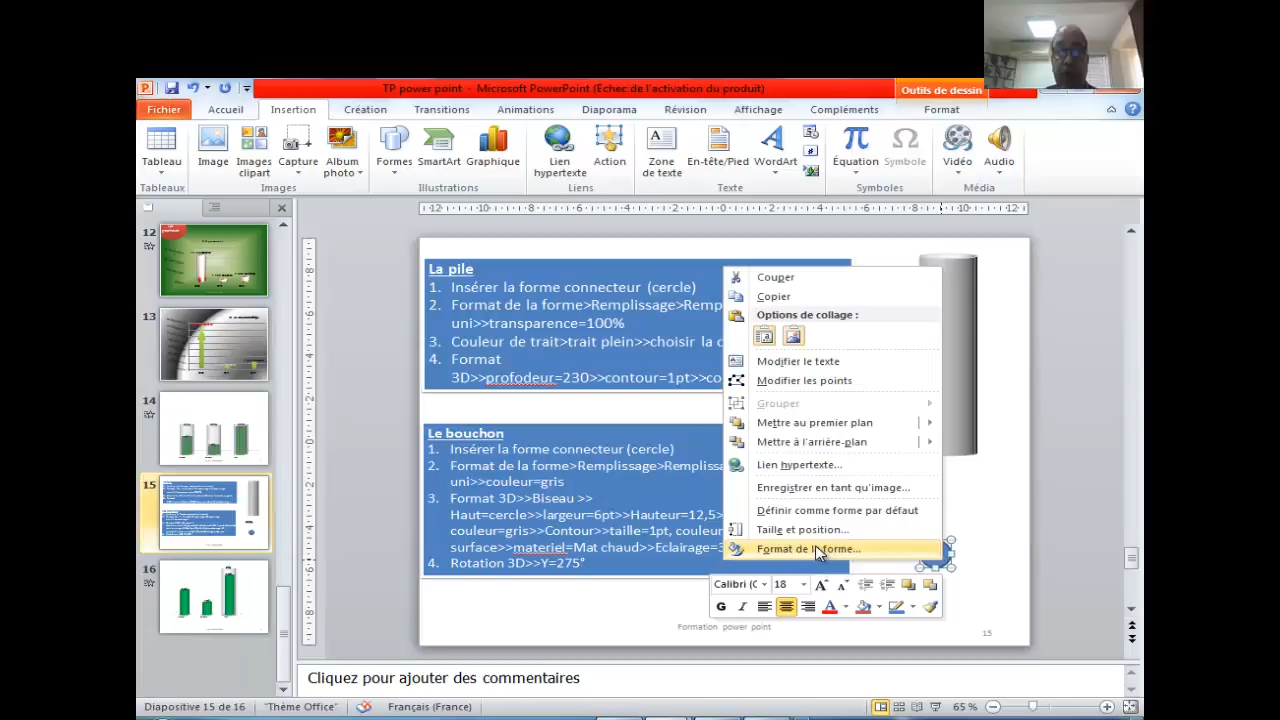 TP power point - Microsoft PowerPoint (Echec de l'activation du produit)
Outils de dessin
Fichier Accueil Insertion Création Transitions Animations Diaporama Révision Affichage Compléments Format
Tableau
Tableaux
Image
Images clipart
Capture
Album photo
Images
Formes
SmartArt
Graphique
Illustrations
Lien hypertexte
Action
Liens
Zone de texte
En-tête/Pied
WordArt
Texte
Équation
Symbole
Symboles
Vidéo
Audio
Média
12
13
14
15
16
La pile
1. Insérer la forme connecteur (cercle)
2. Format de la forme>Remplissage>Remp
uni>>transparence=100%
3. Couleur de trait>trait plein>>choisir la c
4. Format
3D>>profodeur=230>>contour=1pt>>co
Le bouchon
1. Insérer la forme connecteur (cercle)
2. Format de la forme>Remplissage>Remplissa
uni>>couleur=gris
3. Format 3D>>Biseau >>
Haut=cercle>>largeur=6pt>>Hauteur=12,5>
couleur=gris>>Contour>>taille=1pt, couleur
surface>>materiel=Mat chaud>>Eclairage=3
4. Rotation 3D>>Y=275°
Formation power point
15
Couper
Copier
Options de collage :
Modifier le texte
Modifier les points
Grouper
Mettre au premier plan
Mettre à l'arrière-plan
Lien hypertexte...
Enregistrer en tant qu'image...
Définir comme forme par défaut
Taille et position...
Format de la forme...
Calibri (C 18
G I
Cliquez pour ajouter des commentaires
Diapositive 15 de 16 "Thème Office" Français (France) 65 %